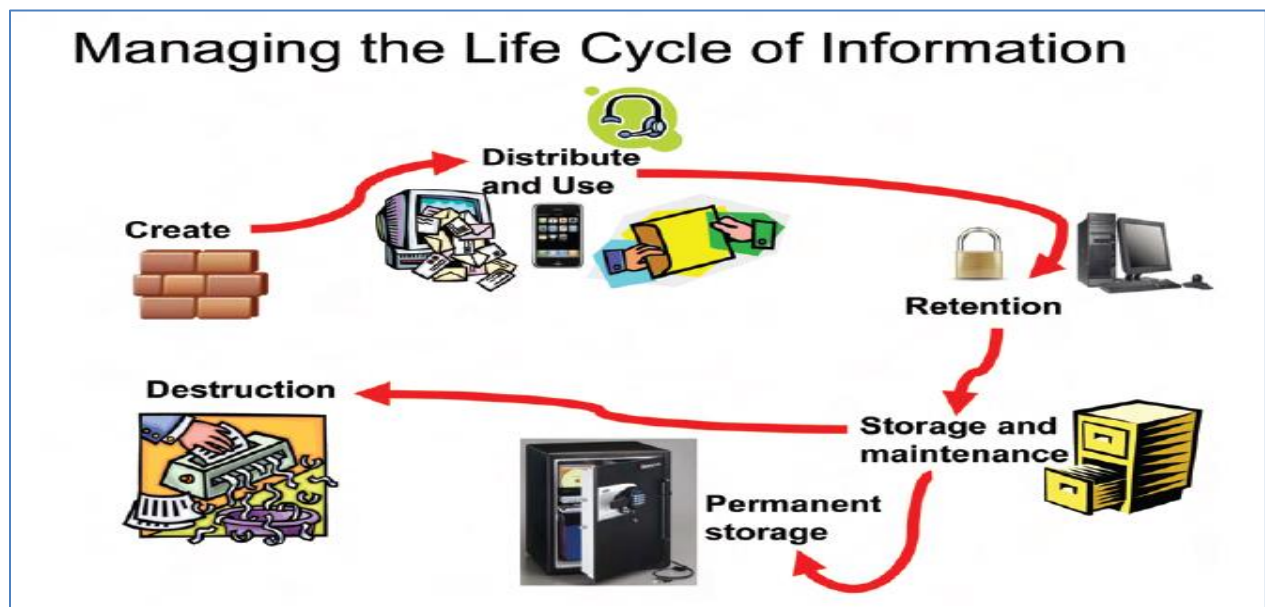 Managing the Life Cycle of Information
Distribute
and Use
Create
Retention
Destruction
Storage and
maintenance
Permanent
storage